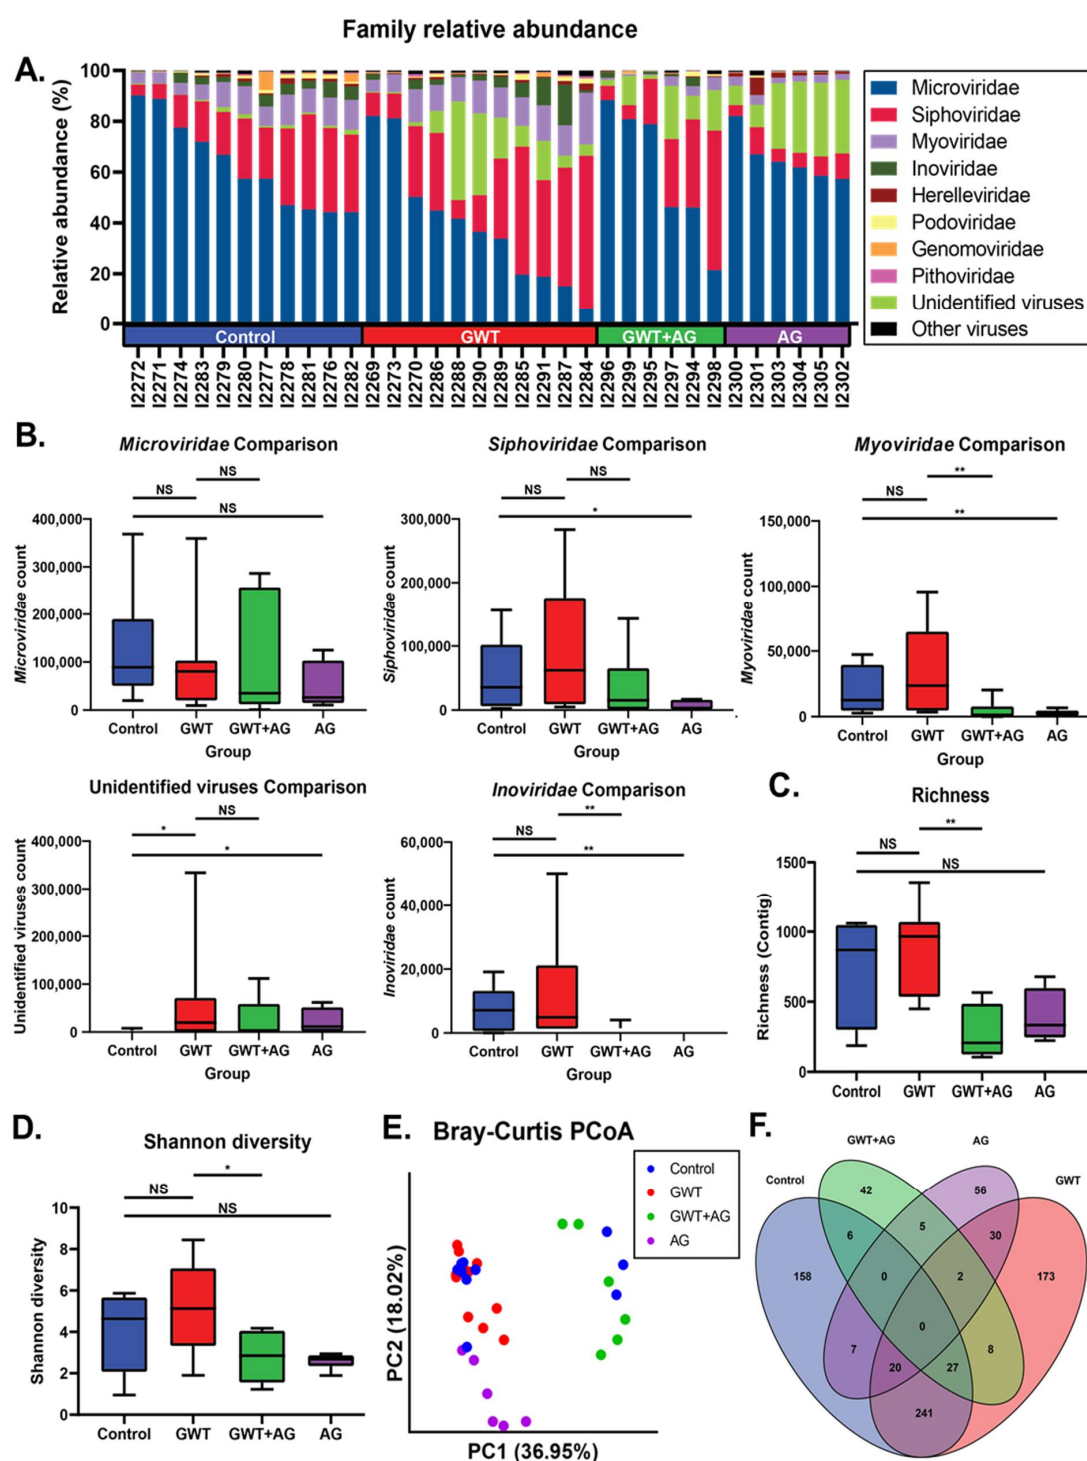 Family relative abundance
A.
Relative abundance (%)
100
80
60
40
20
0
Control GWT GWT+AG AG
I2272 I2271 I2274 I2283 I2279 I2280 I2277 I2278 I2281 I2276 I2282 I2269 I2273 I2270 I2286 I2288 I2290 I2289 I2285 I2291 I2287 I2284 I2296 I2299 I2295 I2297 I2294 I2298 I2300 I2301 I2303 I2304 I2305 I2302
Microviridae
Siphoviridae
Myoviridae
Inoviridae
Herelleviridae
Podoviridae
Genomoviridae
Pithoviridae
Unidentified viruses
Other viruses
B.
Microviridae Comparison
NS
NS
NS
Microviridae count
400,000
300,000
200,000
100,000
0
Control GWT GWT+AG AG
Group
Siphoviridae Comparison
NS
NS
*
Siphoviridae count
300,000
200,000
100,000
0
Control GWT GWT+AG AG
Group
Myoviridae Comparison
**
NS
**
Myoviridae count
150,000
100,000
50,000
0
Control GWT GWT+AG AG
Group
Unidentified viruses Comparison
NS
*
*
Unidentified viruses count
400,000
300,000
200,000
100,000
0
Control GWT GWT+AG AG
Group
Inoviridae Comparison
**
NS
**
Inoviridae count
60,000
40,000
20,000
0
Control GWT GWT+AG AG
Group
C.
Richness
**
NS
NS
Richness (Contig)
1500
1000
500
0
Control GWT GWT+AG AG
D.
Shannon diversity
*
NS
NS
Shannon diversity
10
8
6
4
2
0
Control GWT GWT+AG AG
E.
Bray-Curtis PCoA
Control
GWT
GWT+AG
AG
PC2 (18.02%)
PC1 (36.95%)
F.
GWT+AG AG
Control GWT
42 56
6 5 30
158 0 2 173
0
7 20 27 8
241